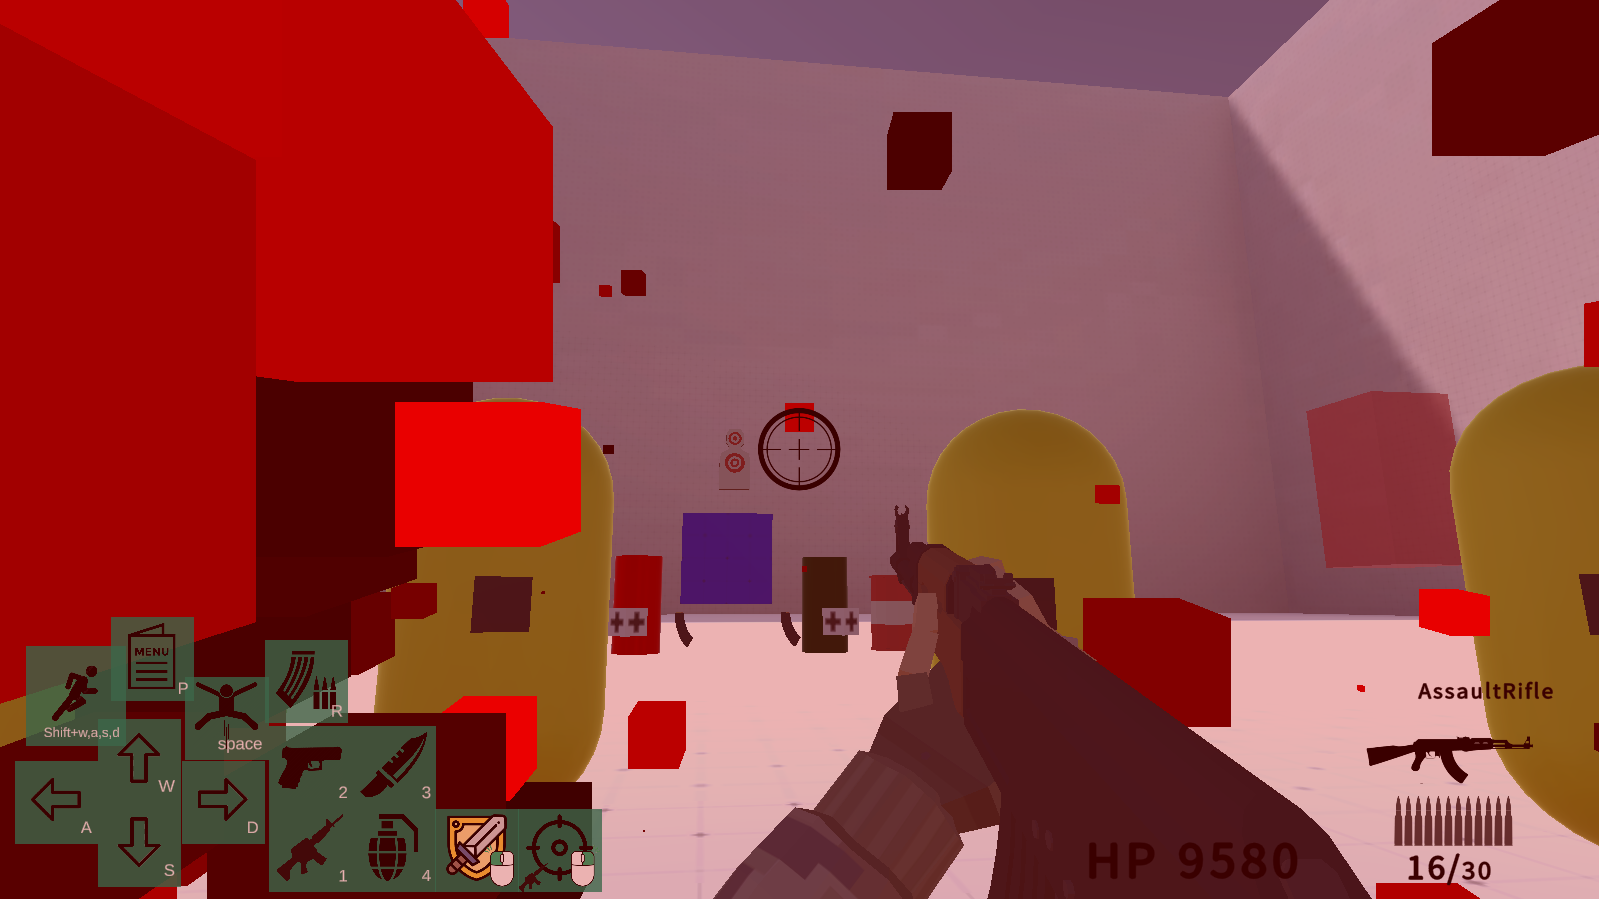 MENU
P
R
Shift+w,a,s,d
space
W
A
D
S
2
3
1
4
AssaultRifle
HP 9580
16/30